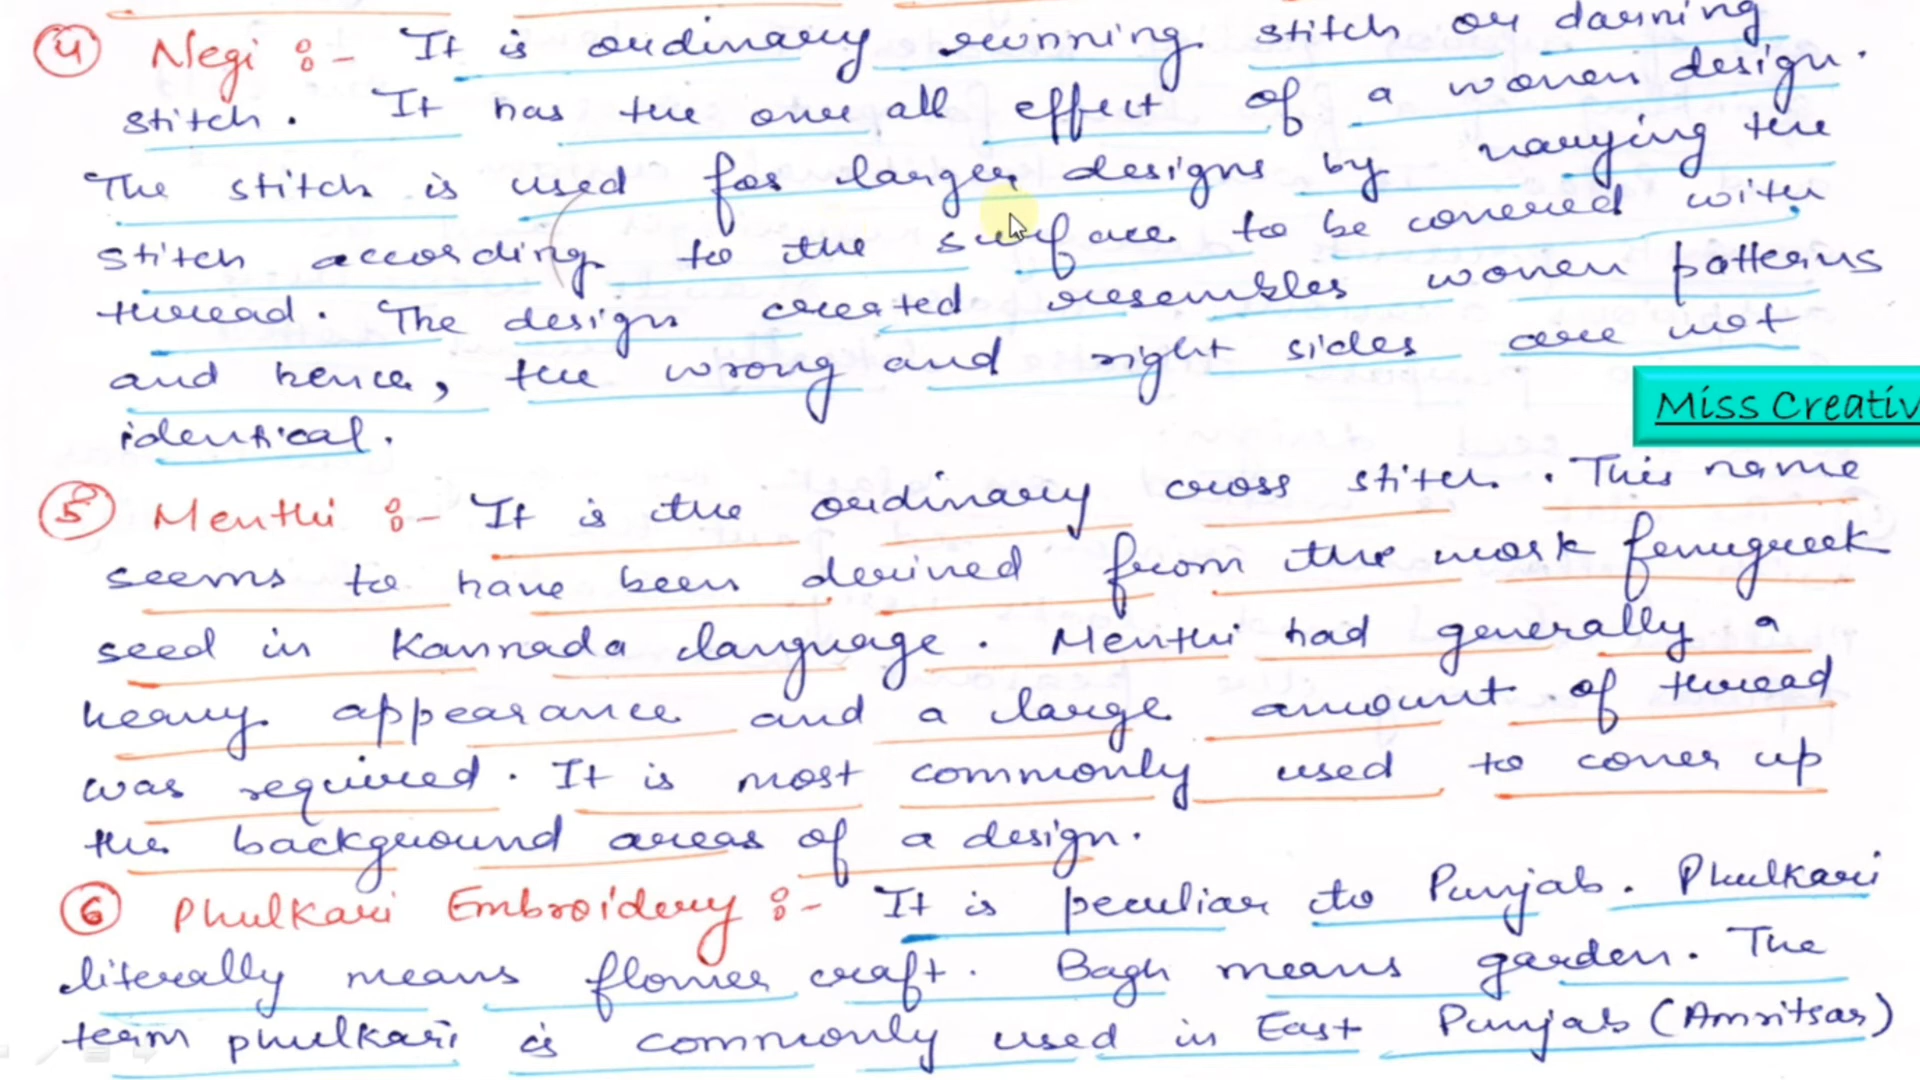 ④ Negi :- It is ordinary running stitch or darning
stitch. It has the over all effect of a woven design.
The stitch is used for larger designs by varying the
stitch according to the surface to be covered with
thread. The design created resembles woven patterns
and hence, the wrong and right sides are not
identical.
Miss Creativ
⑤ Menthi :- It is the ordinary cross stitch. This name
seems to have been derived from the mosk fenugreek
seed in Kannada language. Menthi had generally a
heavy appearance and a large amount of thread
was required. It is most commonly used to cover up
the background areas of a design.
⑥ Phulkari Embroidery :- It is peculiar to Punjab. Phulkari
literally means flower craft. Bagh means garden. The
term phulkari is commonly used in East Punjab (Amritsar)